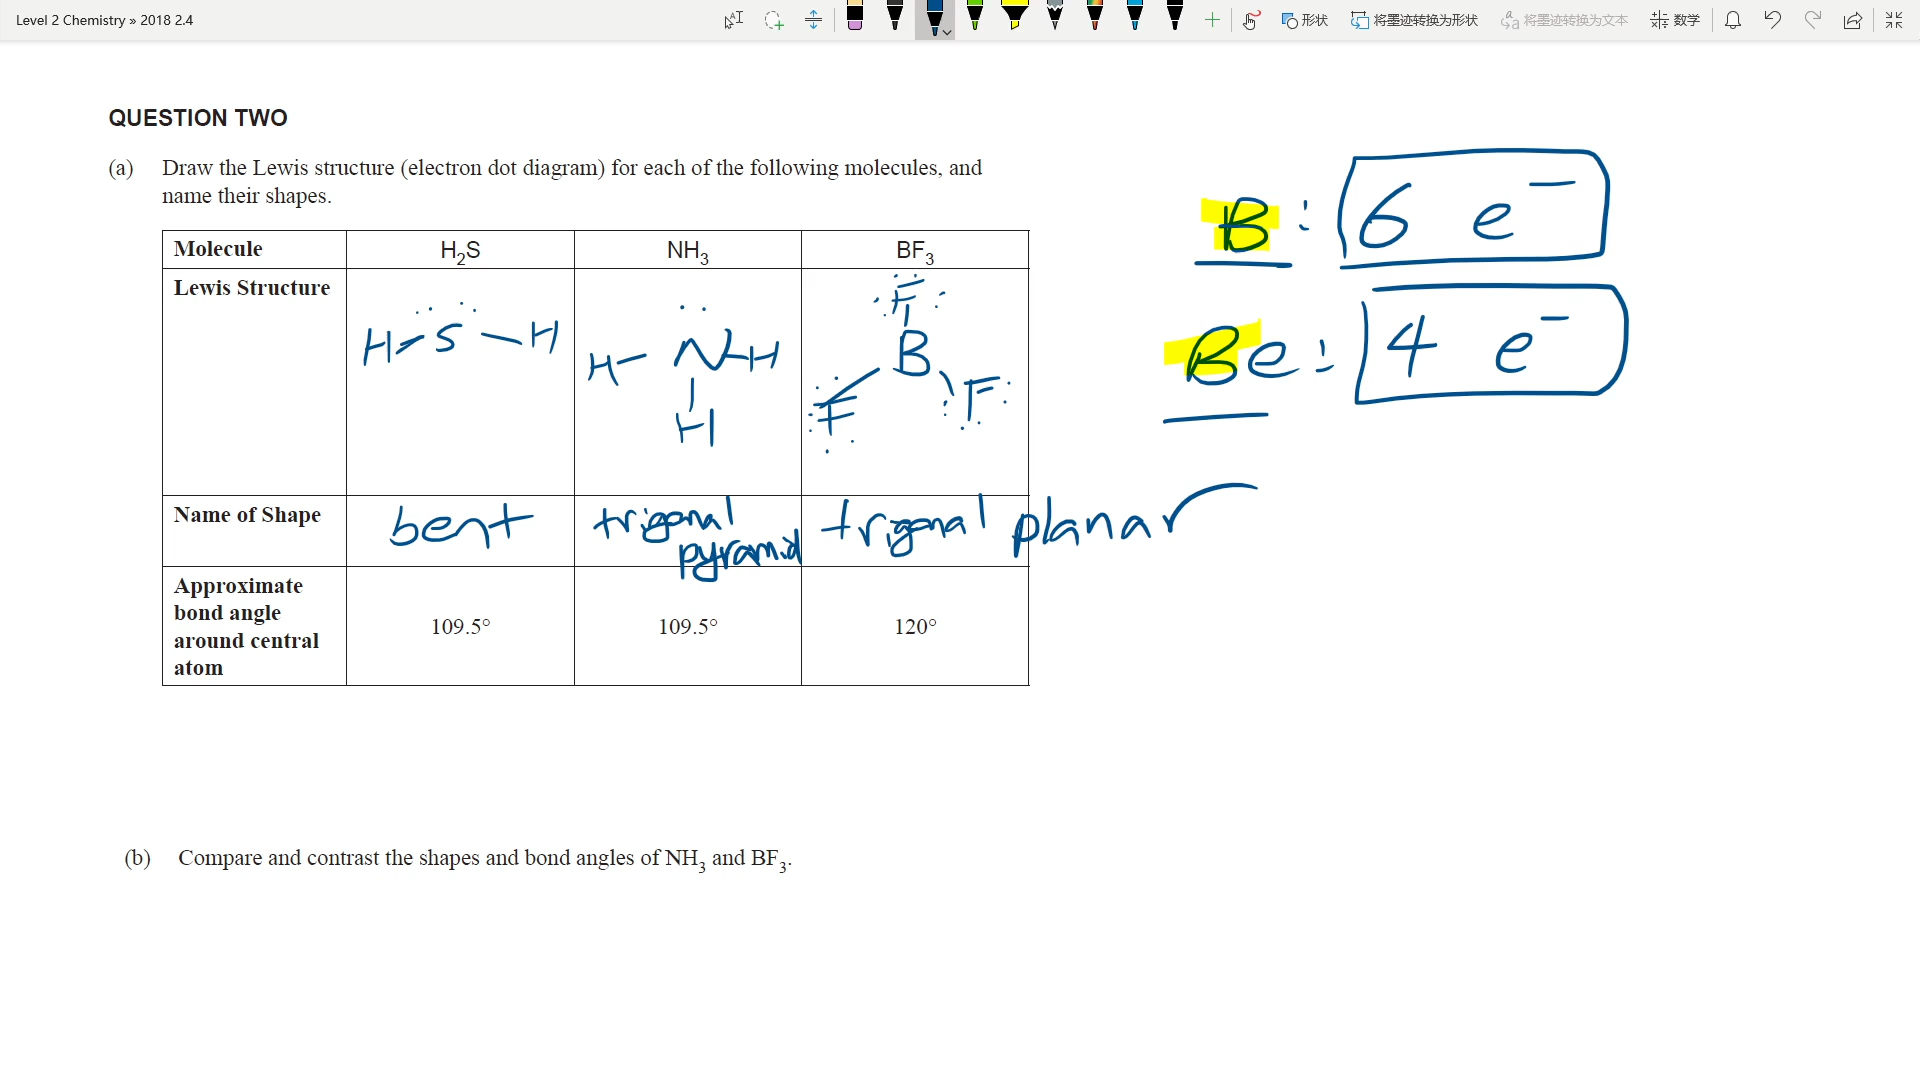 Level 2 Chemistry » 2018 2.4
形状 将墨迹转换为形状 将墨迹转换为文本 数学
QUESTION TWO
(a) Draw the Lewis structure (electron dot diagram) for each of the following molecules, and
name their shapes.
Molecule H₂S NH₃ BF₃
Lewis Structure
H S H
H N H
H
F
B
F F
Name of Shape bent trigonal pyramid trigonal planar
Approximate
bond angle
around central
atom
109.5° 109.5° 120°
B: 6 e⁻
Be: 4 e⁻
(b) Compare and contrast the shapes and bond angles of NH₃ and BF₃.